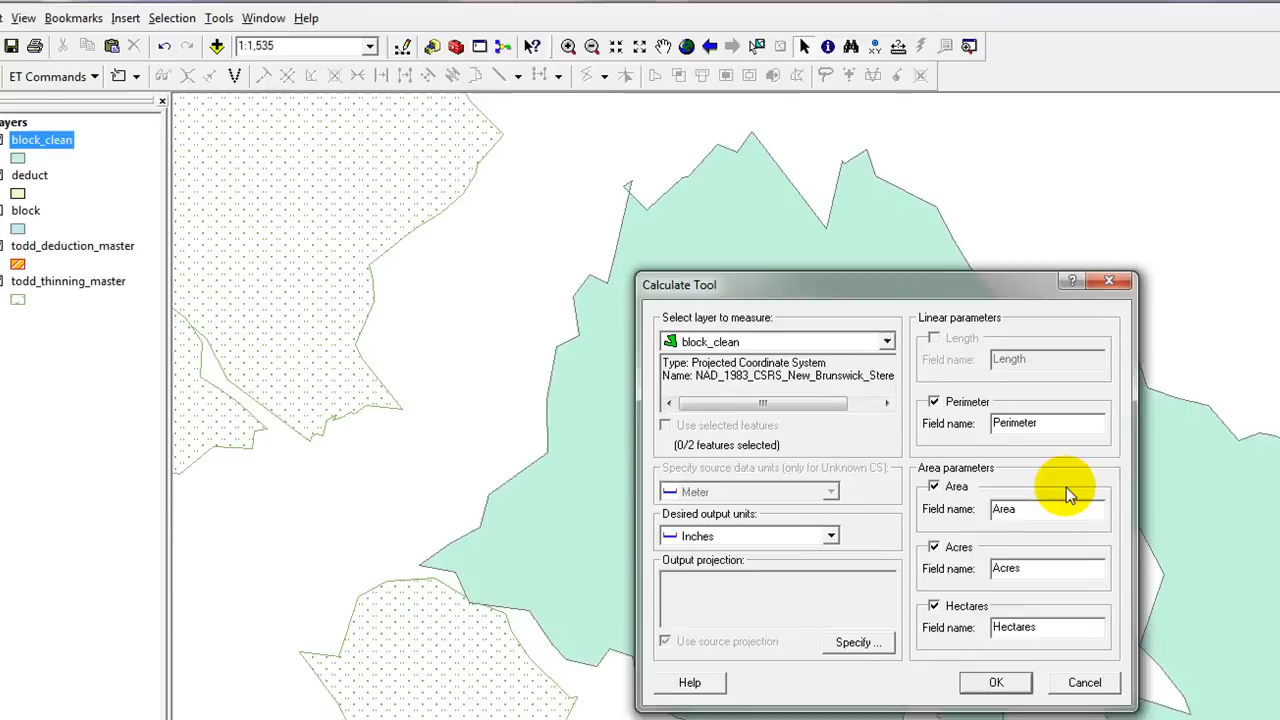 View Bookmarks Insert Selection Tools Window Help
1:1,535
ET Commands
ayers
block_clean
deduct
block
todd_deduction_master
todd_thinning_master
Calculate Tool
Select layer to measure:
block_clean
Type: Projected Coordinate System
Name: NAD_1983_CSRS_New_Brunswick_Stere
Use selected features
(0/2 features selected)
Specify source data units (only for Unknown CS):
Meter
Desired output units:
Inches
Output projection:
Use source projection
Specify ...
Help
Linear parameters
Length
Field name: Length
Perimeter
Field name: Perimeter
Area parameters
Area
Field name: Area
Acres
Field name: Acres
Hectares
Field name: Hectares
OK Cancel